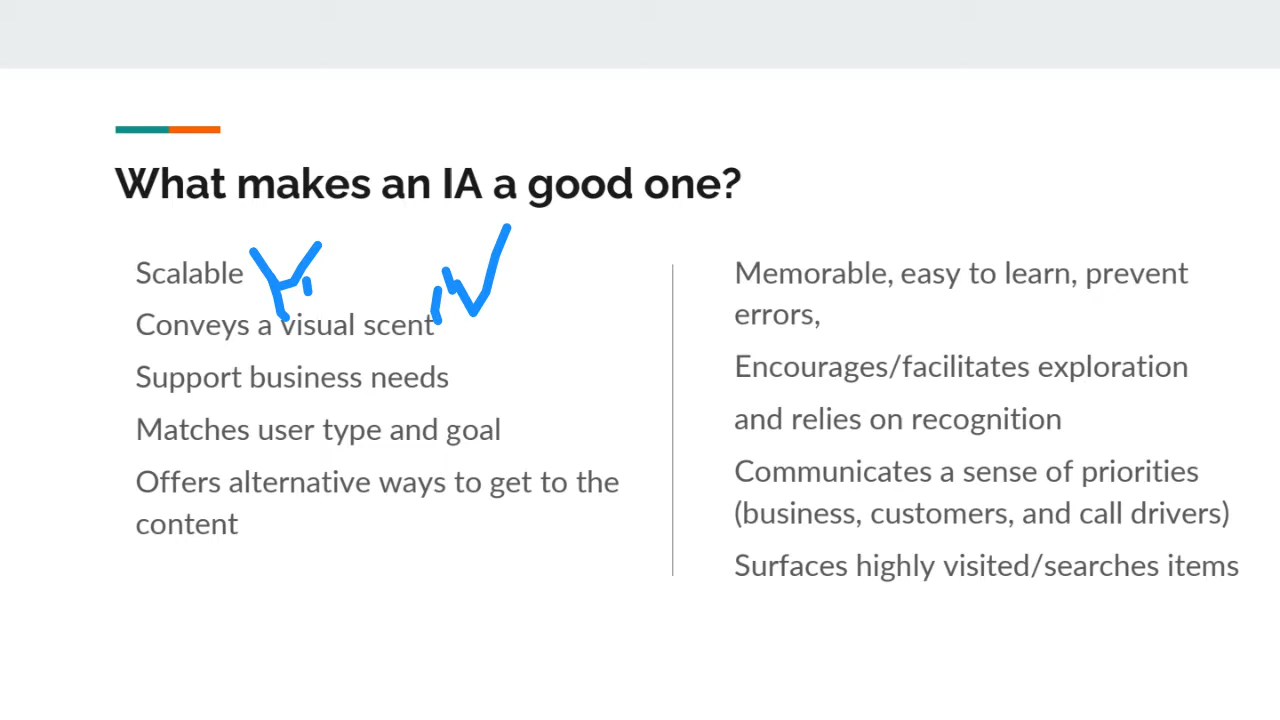 What makes an IA a good one?
Scalable
Conveys a visual scent
Support business needs
Matches user type and goal
Offers alternative ways to get to the
content
Memorable, easy to learn, prevent
errors,
Encourages/facilitates exploration
and relies on recognition
Communicates a sense of priorities
(business, customers, and call drivers)
Surfaces highly visited/searches items